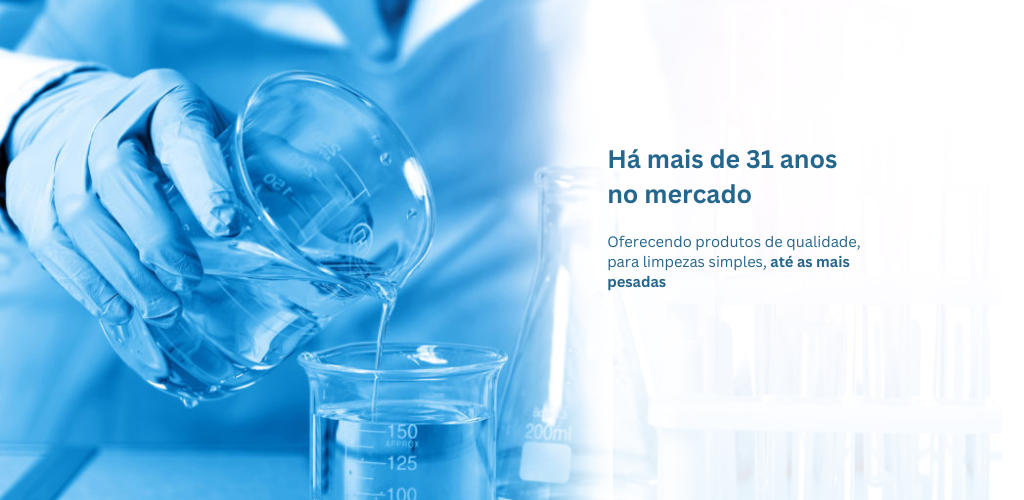 Há mais de 31 anos
no mercado
Oferecendo produtos de qualidade,
para limpezas simples, até as mais
pesadas
150
200ml
150
APPROX
125
100